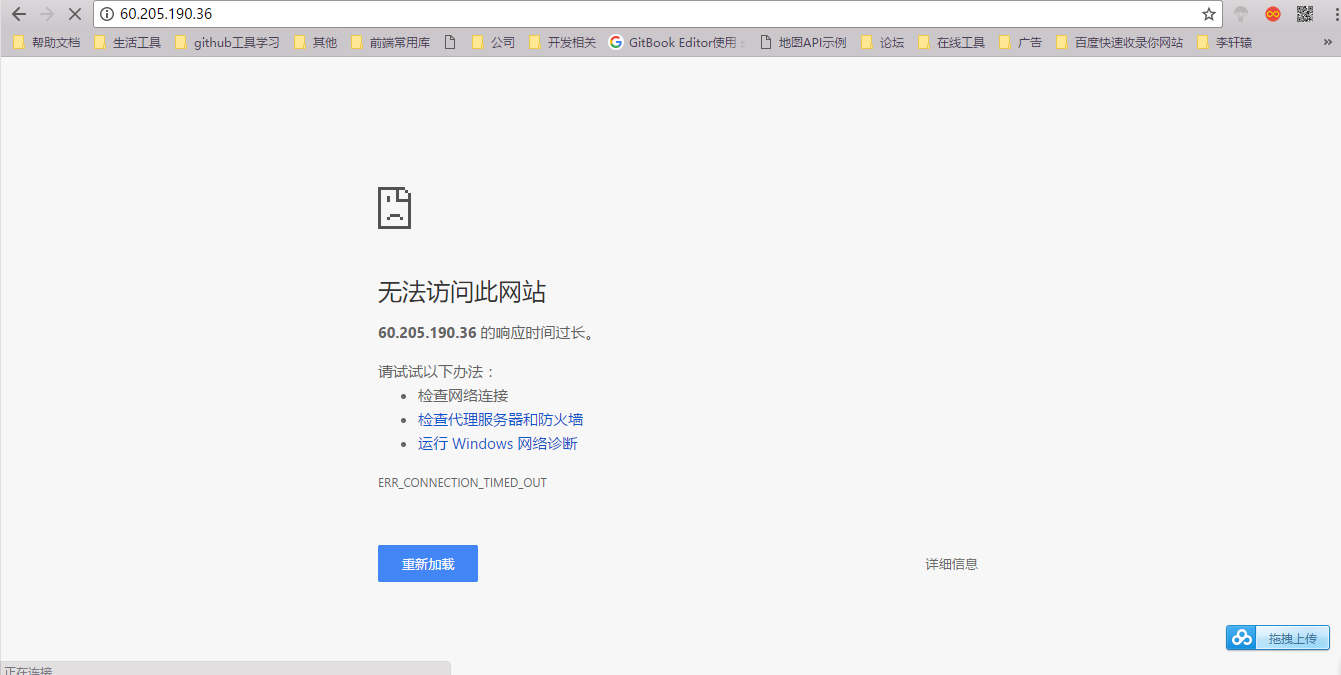 60.205.190.36
帮助文档 生活工具 github工具学习 其他 前端常用库 公司 开发相关 GitBook Editor使用 地图API示例 论坛 在线工具 广告 百度快速收录你网站 李轩辕 »
无法访问此网站
60.205.190.36 的响应时间过长。
请试试以下办法：
• 检查网络连接
• 检查代理服务器和防火墙
• 运行 Windows 网络诊断
ERR_CONNECTION_TIMED_OUT
重新加载 详细信息
拖拽上传
正在连接